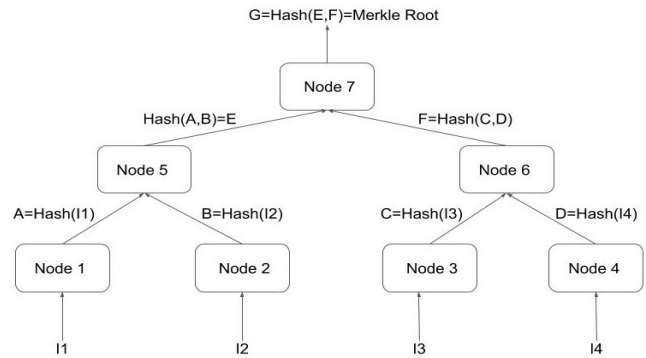 G=Hash(E,F)=Merkle Root
Node 7
Hash(A,B)=E
F=Hash(C,D)
Node 5
Node 6
A=Hash(I1)
B=Hash(I2)
C=Hash(I3)
D=Hash(I4)
Node 1
Node 2
Node 3
Node 4
I1
I2
I3
I4